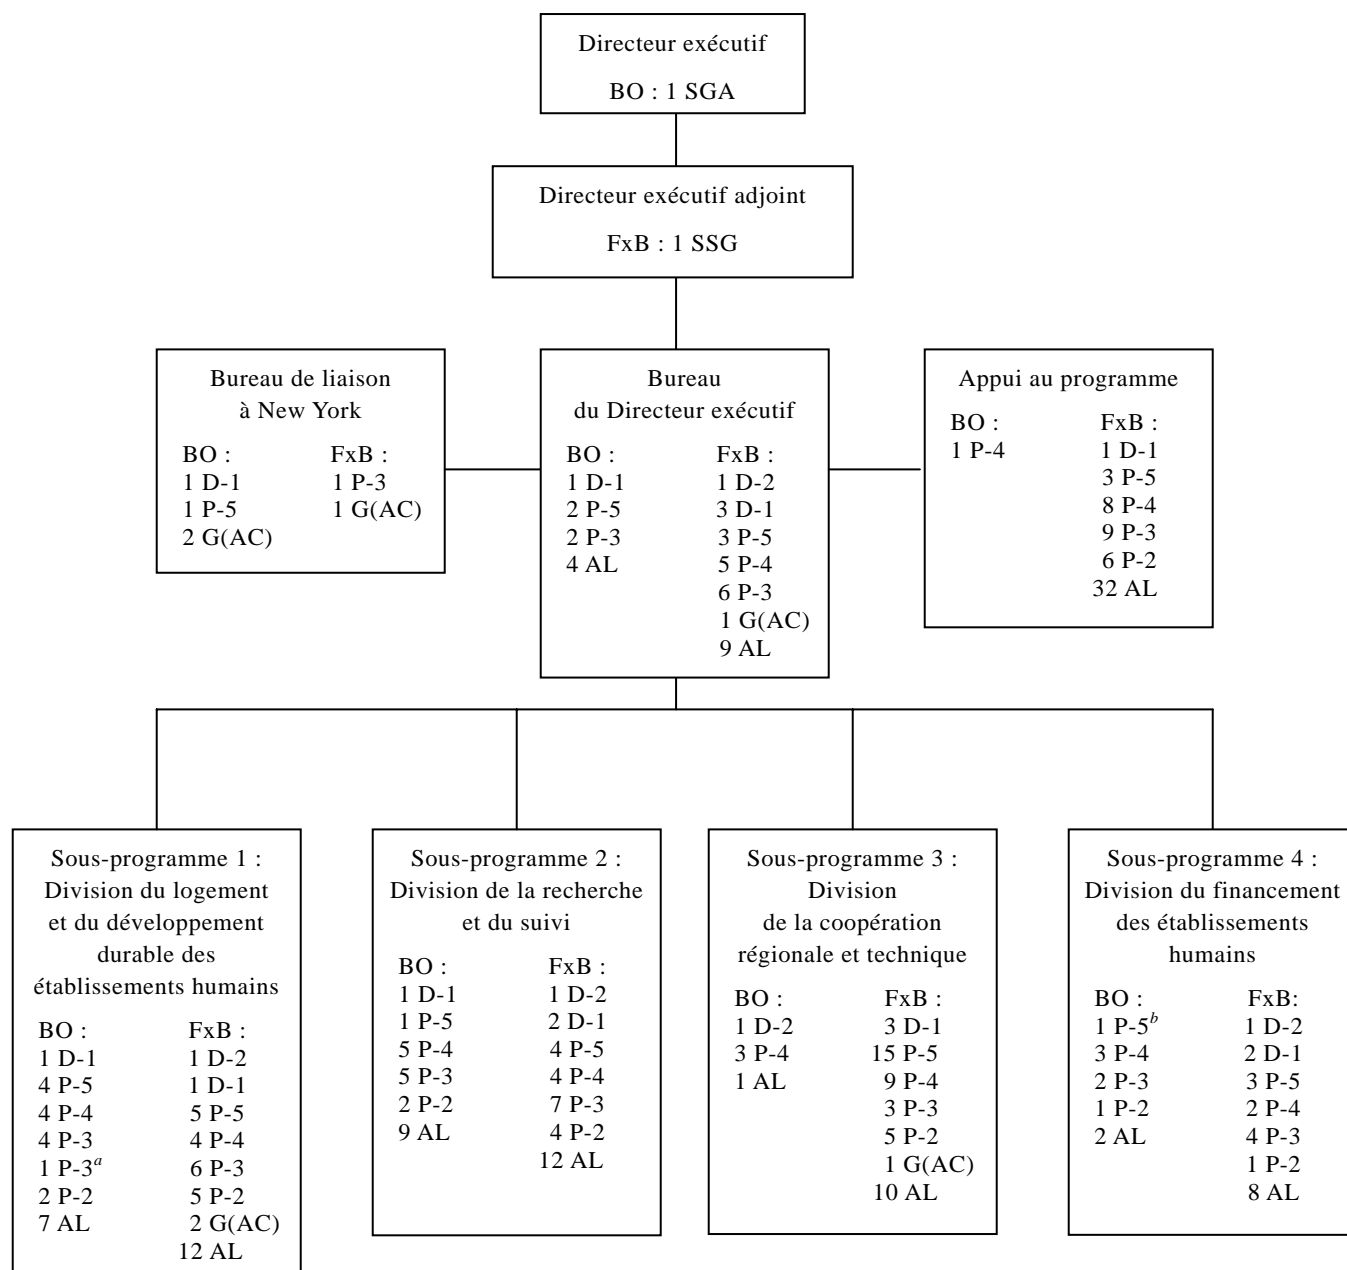 Directeur exécutif
BO : 1 SGA
Directeur exécutif adjoint
FxB : 1 SSG
Bureau de liaison
à New York
BO :
1 D-1
1 P-5
2 G(AC)
FxB :
1 P-3
1 G(AC)
Bureau
du Directeur exécutif
BO :
1 D-1
2 P-5
2 P-3
4 AL
FxB :
1 D-2
3 D-1
3 P-5
5 P-4
6 P-3
1 G(AC)
9 AL
Appui au programme
BO :
1 P-4
FxB :
1 D-1
3 P-5
8 P-4
9 P-3
6 P-2
32 AL
Sous-programme 1 :
Division du logement
et du développement
durable des
établissements humains
BO :
1 D-1
4 P-5
4 P-4
4 P-3
1 P-3a
2 P-2
7 AL
FxB :
1 D-2
1 D-1
5 P-5
4 P-4
6 P-3
5 P-2
2 G(AC)
12 AL
Sous-programme 2 :
Division de la recherche
et du suivi
BO :
1 D-1
1 P-5
5 P-4
5 P-3
2 P-2
9 AL
FxB :
1 D-2
2 D-1
4 P-5
4 P-4
7 P-3
4 P-2
12 AL
Sous-programme 3 :
Division
de la coopération
régionale et technique
BO :
1 D-2
3 P-4
1 AL
FxB :
3 D-1
15 P-5
9 P-4
3 P-3
5 P-2
1 G(AC)
10 AL
Sous-programme 4 :
Division du financement
des établissements
humains
BO :
1 P-5b
3 P-4
2 P-3
1 P-2
2 AL
FxB:
1 D-2
2 D-1
3 P-5
2 P-4
4 P-3
1 P-2
8 AL